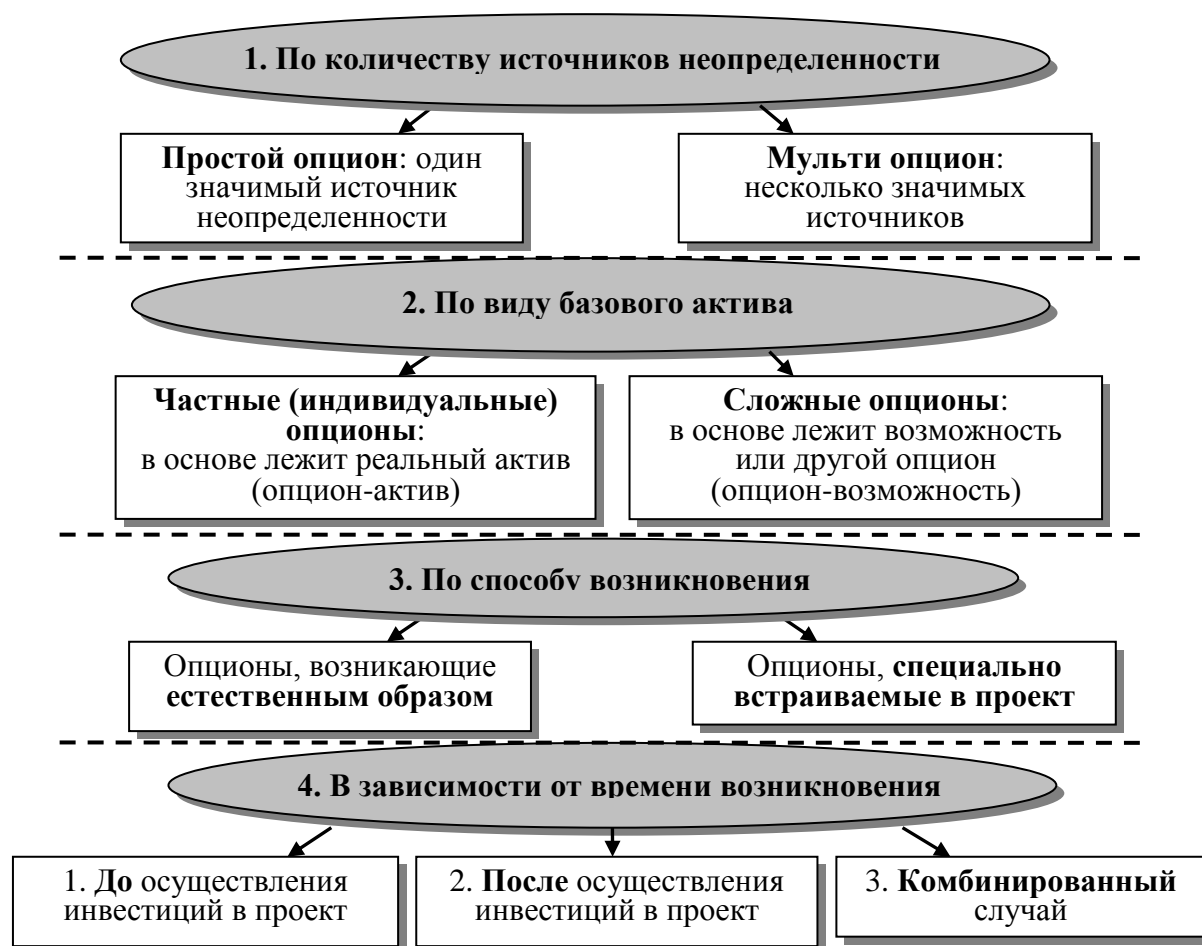 1. По количеству источников неопределенности
Простой опцион: один
значимый источник
неопределенности
Мульти опцион:
несколько значимых
источников
2. По виду базового актива
Частные (индивидуальные)
опционы:
в основе лежит реальный актив
(опцион-актив)
Сложные опционы:
в основе лежит возможность
или другой опцион
(опцион-возможность)
3. По способу возникновения
Опционы, возникающие
естественным образом
Опционы, специально
встраиваемые в проект
4. В зависимости от времени возникновения
1. До осуществления
инвестиций в проект
2. После осуществления
инвестиций в проект
3. Комбинированный
случай